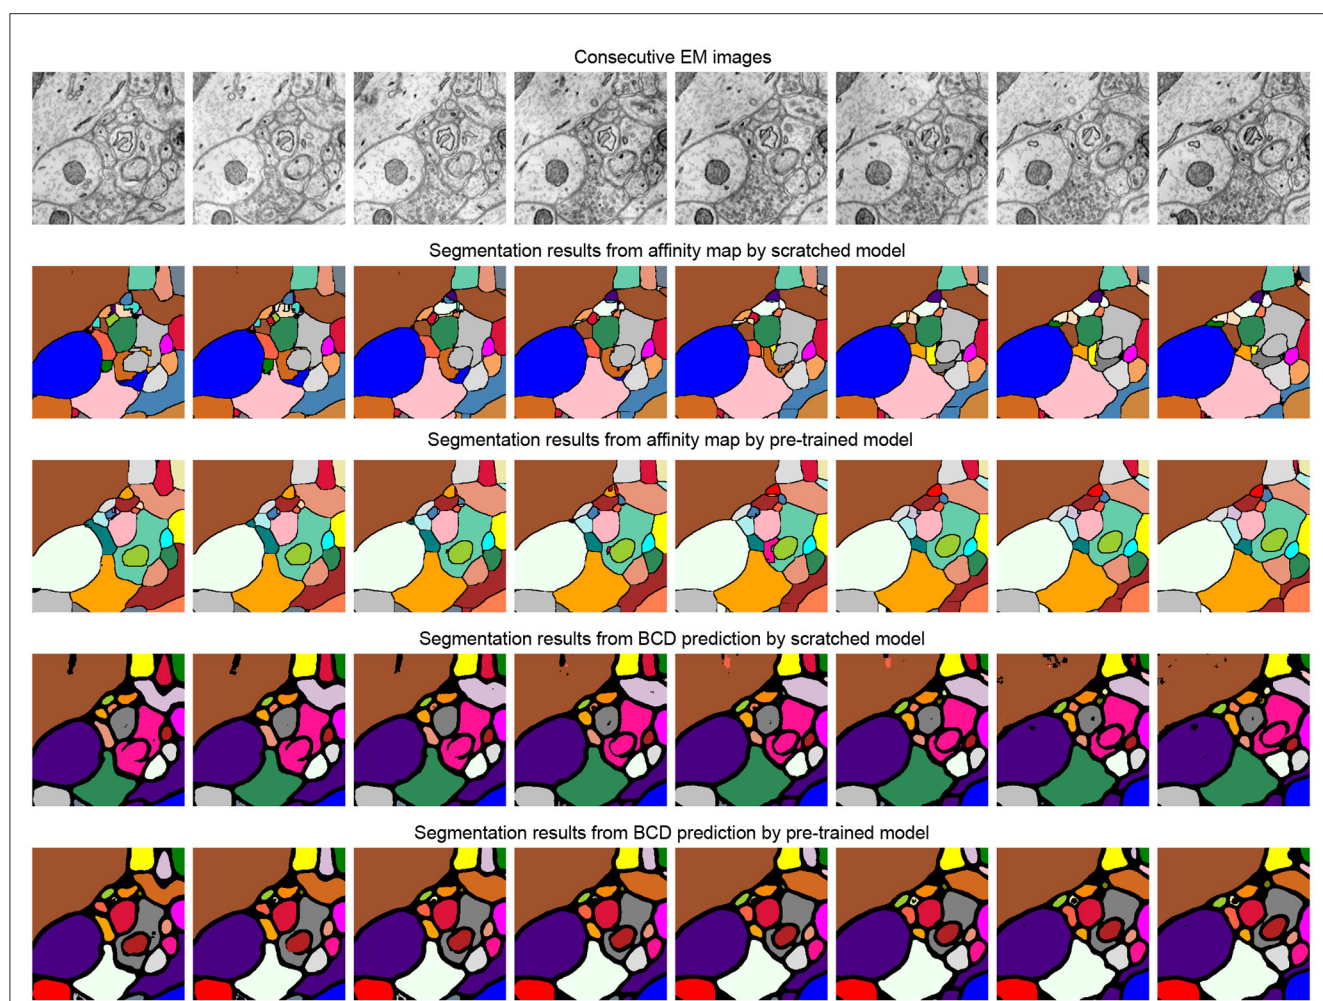 Consecutive EM images
Segmentation results from affinity map by scratched model
Segmentation results from affinity map by pre-trained model
Segmentation results from BCD prediction by scratched model
Segmentation results from BCD prediction by pre-trained model